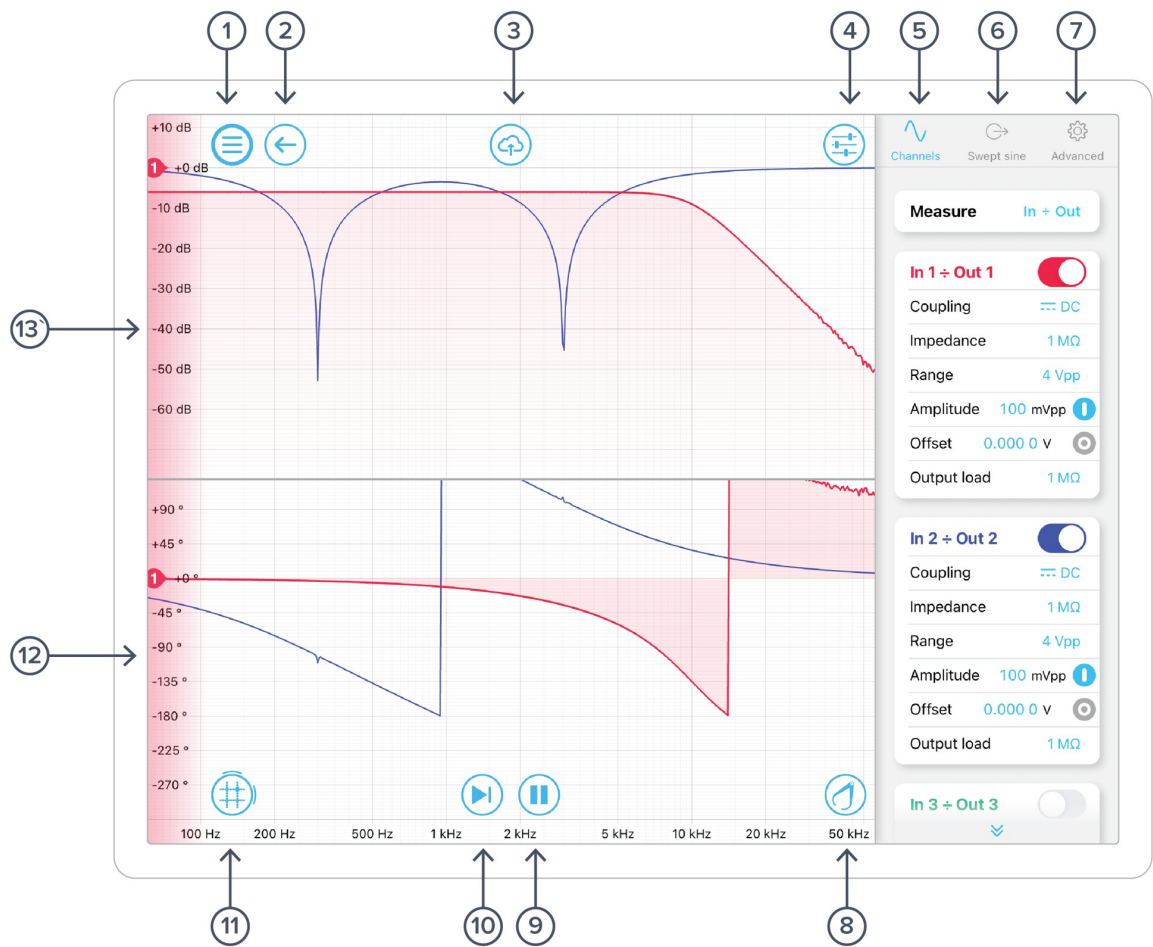 1
2
3
4
5
6
7
+10 dB
1
+0 dB
-10 dB
-20 dB
-30 dB
-40 dB
-50 dB
-60 dB
13`
+90 °
+45 °
1
+0 °
-45 °
-90 °
-135 °
-180 °
-225 °
-270 °
12
100 Hz
200 Hz
500 Hz
1 kHz
2 kHz
5 kHz
10 kHz
20 kHz
50 kHz
Channels
Swept sine
Advanced
Measure In ÷ Out
In 1 ÷ Out 1
Coupling DC
Impedance 1 MΩ
Range 4 Vpp
Amplitude 100 mVpp
Offset 0.000 0 V
Output load 1 MΩ
In 2 ÷ Out 2
Coupling DC
Impedance 1 MΩ
Range 4 Vpp
Amplitude 100 mVpp
Offset 0.000 0 V
Output load 1 MΩ
In 3 ÷ Out 3
11
10
9
8